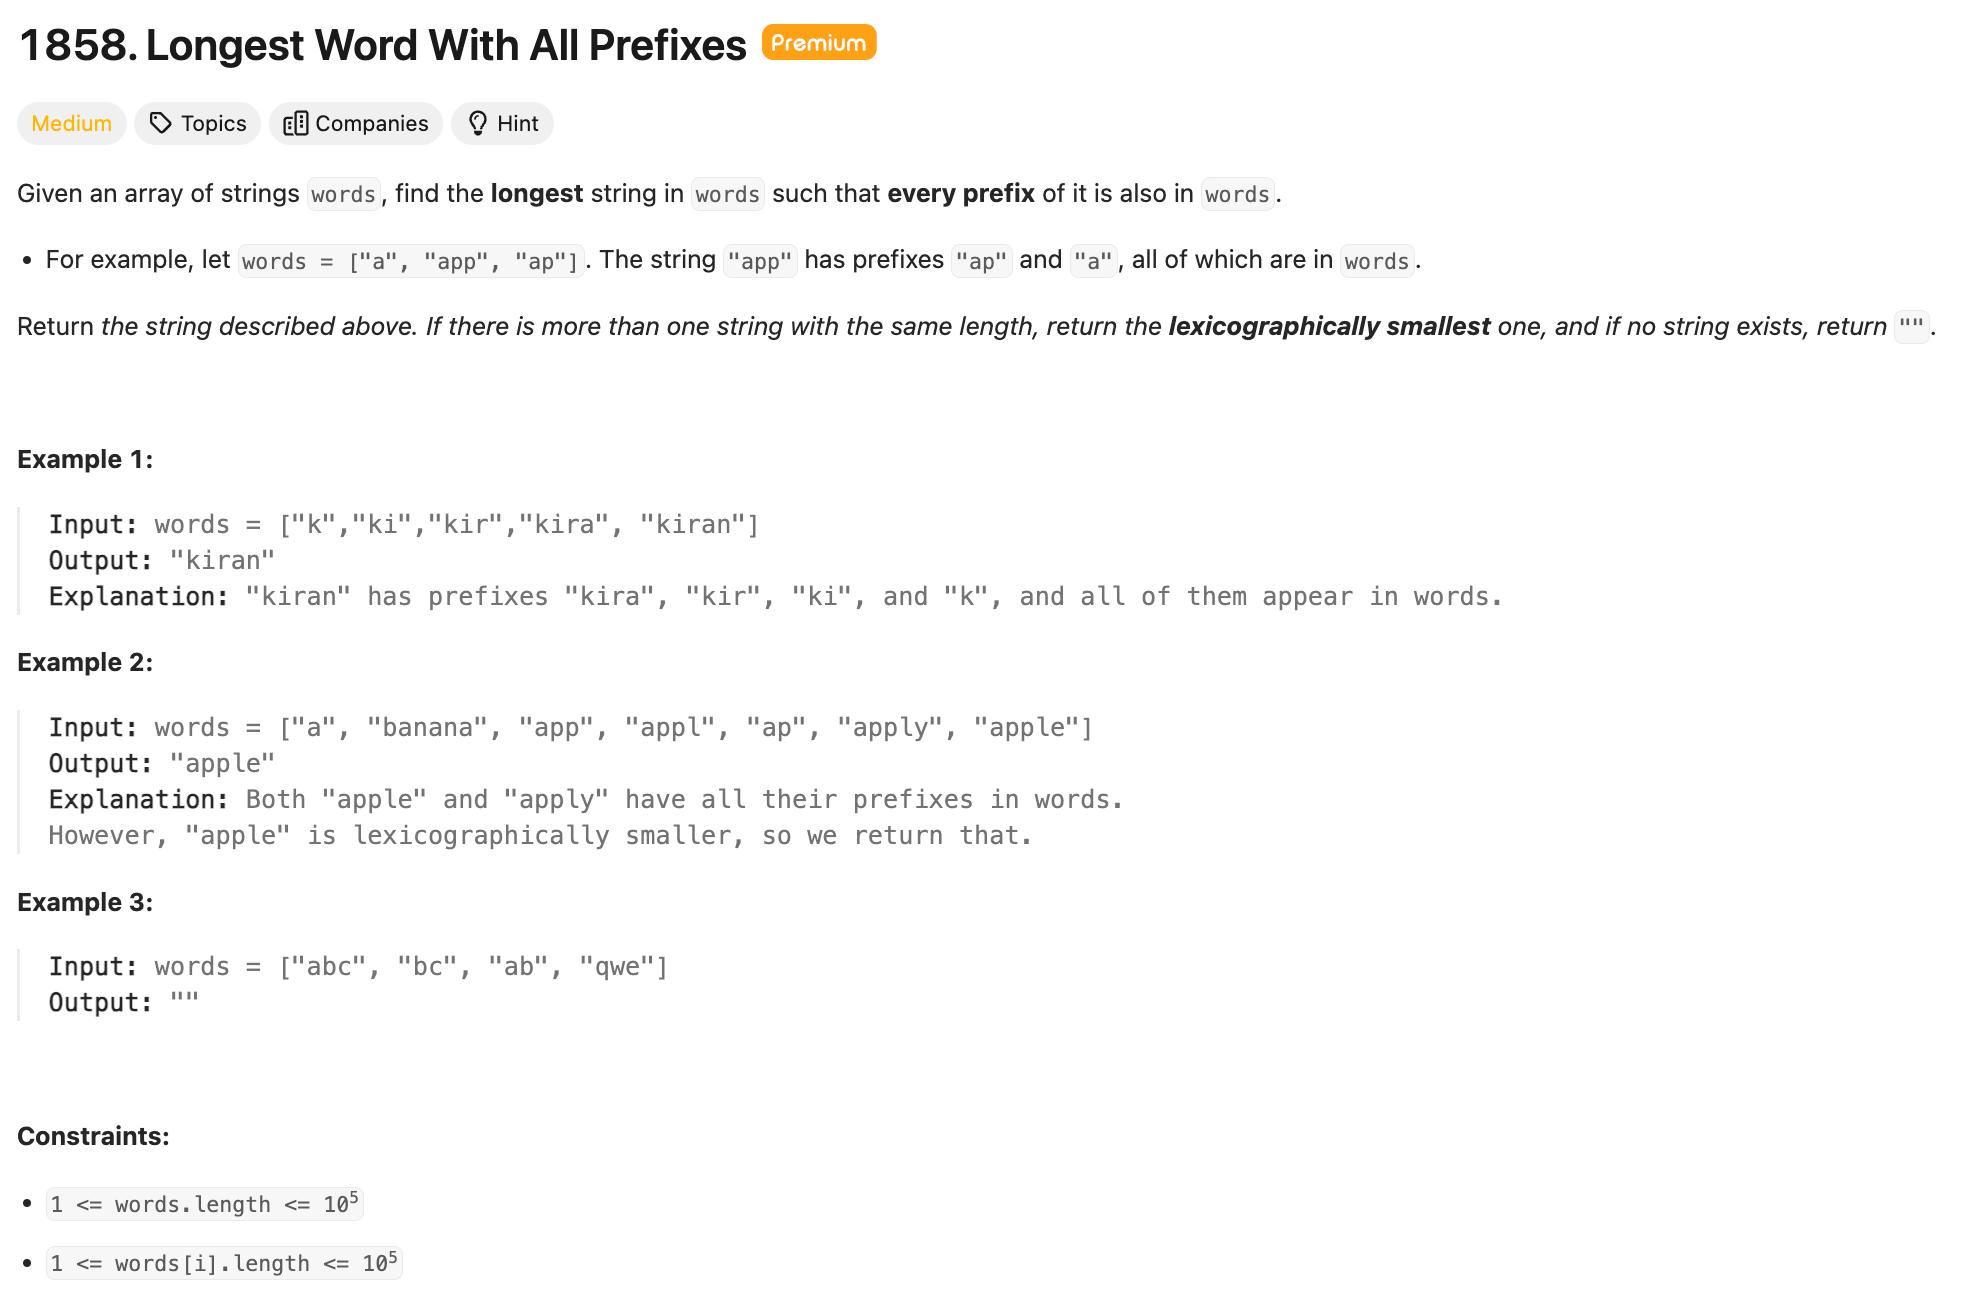 1858. Longest Word With All Prefixes Premium
Medium Topics Companies Hint
Given an array of strings words, find the longest string in words such that every prefix of it is also in words.
• For example, let words = ["a", "app", "ap"]. The string "app" has prefixes "ap" and "a", all of which are in words.
Return the string described above. If there is more than one string with the same length, return the lexicographically smallest one, and if no string exists, return "".
Example 1:
Input: words = ["k","ki","kir","kira", "kiran"]
Output: "kiran"
Explanation: "kiran" has prefixes "kira", "kir", "ki", and "k", and all of them appear in words.
Example 2:
Input: words = ["a", "banana", "app", "appl", "ap", "apply", "apple"]
Output: "apple"
Explanation: Both "apple" and "apply" have all their prefixes in words.
However, "apple" is lexicographically smaller, so we return that.
Example 3:
Input: words = ["abc", "bc", "ab", "qwe"]
Output: ""
Constraints:
• 1 <= words.length <= 10⁵
• 1 <= words[i].length <= 10⁵